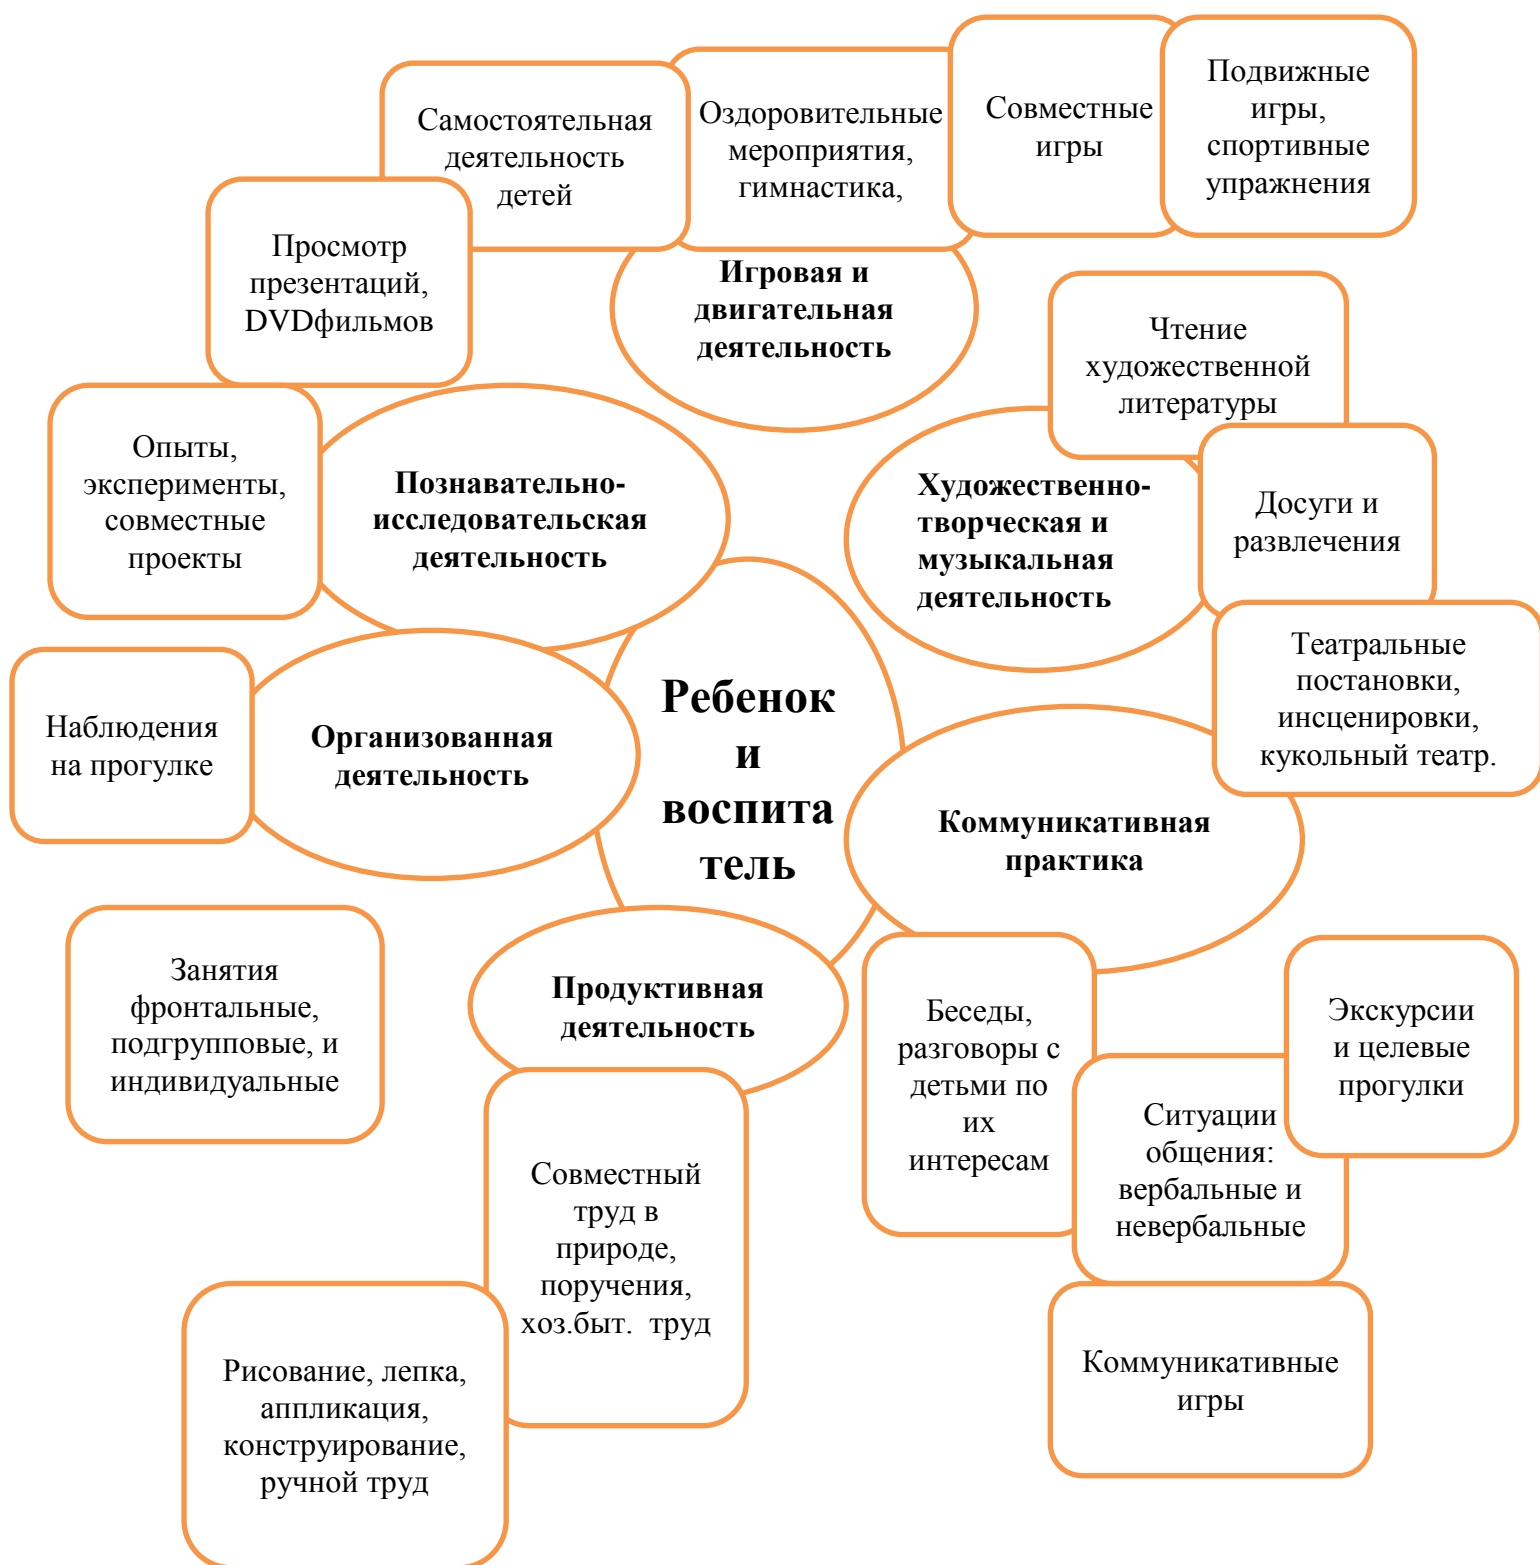 Самостоятельная
деятельность
детей
Оздоровительные
мероприятия,
гимнастика,
Совместные
игры
Подвижные
игры,
спортивные
упражнения
Просмотр
презентаций,
DVDфильмов
Игровая и
двигательная
деятельность
Чтение
художественной
литературы
Опыты,
эксперименты,
совместные
проекты
Познавательно-
исследовательская
деятельность
Художественно-
творческая и
музыкальная
деятельность
Досуги и
развлечения
Наблюдения
на прогулке
Организованная
деятельность
Ребенок
и
воспита
тель
Театральные
постановки,
инсценировки,
кукольный театр.
Коммуникативная
практика
Занятия
фронтальные,
подгрупповые, и
индивидуальные
Продуктивная
деятельность
Беседы,
разговоры с
детьми по
их
интересам
Экскурсии
и целевые
прогулки
Ситуации
общения:
вербальные и
невербальные
Совместный
труд в
природе,
поручения,
хоз.быт.  труд
Рисование, лепка,
аппликация,
конструирование,
ручной труд
Коммуникативные
игры